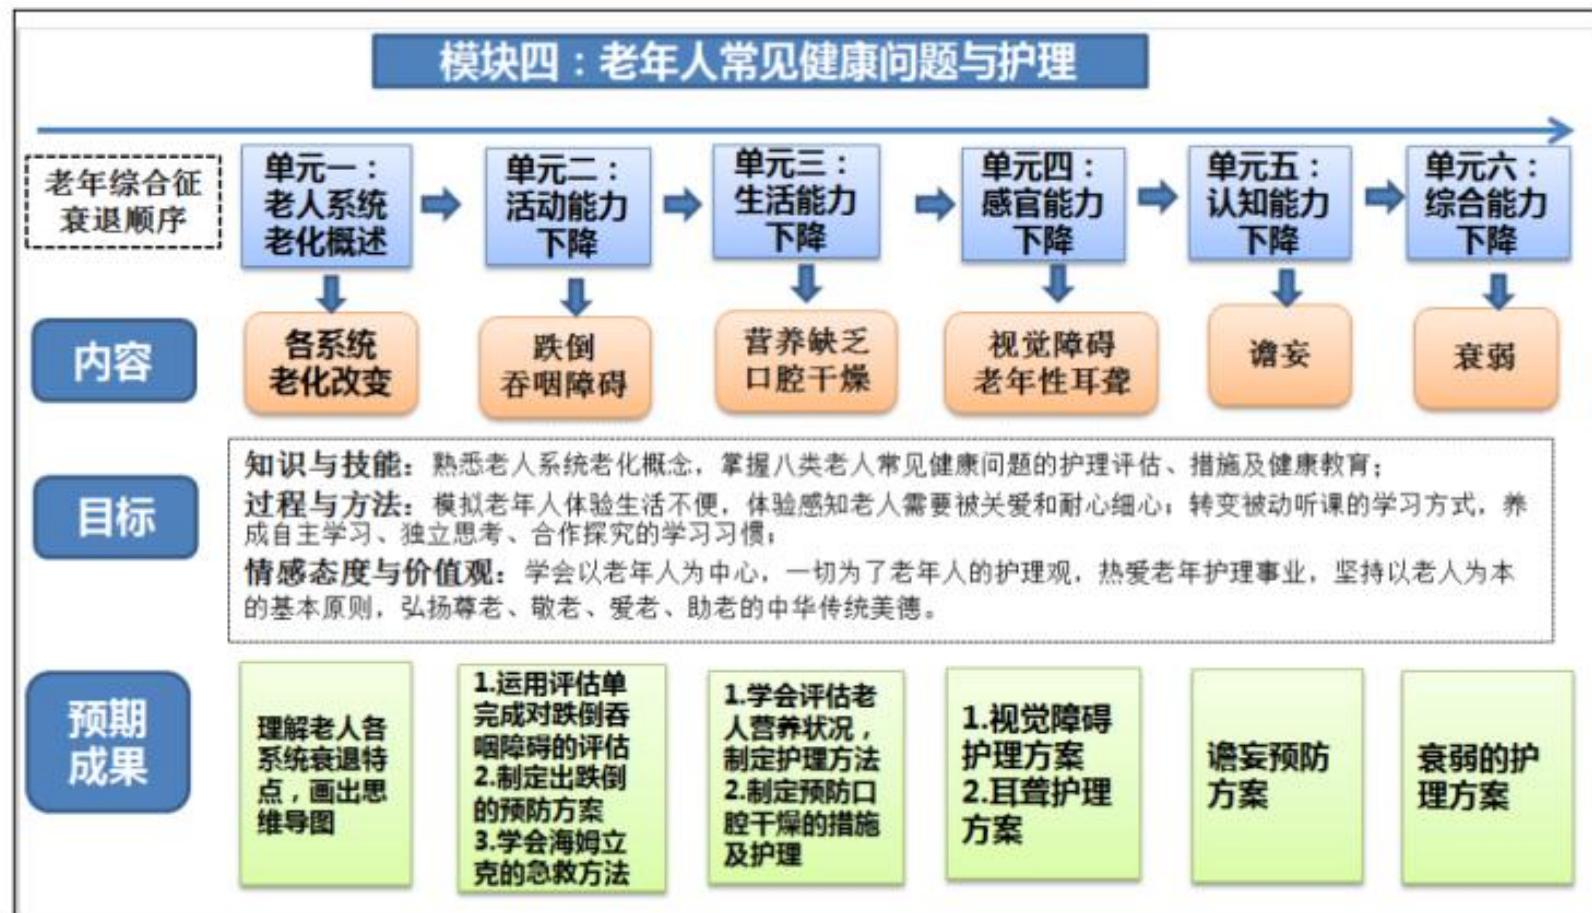 模块四：老年人常见健康问题与护理
老年综合征
衰退顺序
单元一：
老人系统
老化概述
单元二：
活动能力
下降
单元三：
生活能力
下降
单元四：
感官能力
下降
单元五：
认知能力
下降
单元六：
综合能力
下降
内容
各系统
老化改变
跌倒
吞咽障碍
营养缺乏
口腔干燥
视觉障碍
老年性耳聋
谵妄
衰弱
目标
知识与技能：熟悉老人系统老化概念，掌握八类老人常见健康问题的护理评估、措施及健康教育；
过程与方法：模拟老年人体验生活不便，体验感知老人需要被关爱和耐心细心；转变被动听课的学习方式，养
成自主学习、独立思考、合作探究的学习习惯；
情感态度与价值观：学会以老年人为中心，一切为了老年人的护理观，热爱老年护理事业，坚持以老人为本
的基本原则，弘扬尊老、敬老、爱老、助老的中华传统美德。
预期
成果
理解老人各
系统衰退特
点，画出思
维导图
1.运用评估单
完成对跌倒吞
咽障碍的评估
2.制定出跌倒
的预防方案
3.学会海姆立
克的急救方法
1.学会评估老
人营养状况，
制定护理方法
2.制定预防口
腔干燥的措施
及护理
1.视觉障碍
护理方案
2.耳聋护理
方案
谵妄预防
方案
衰弱的护
理方案